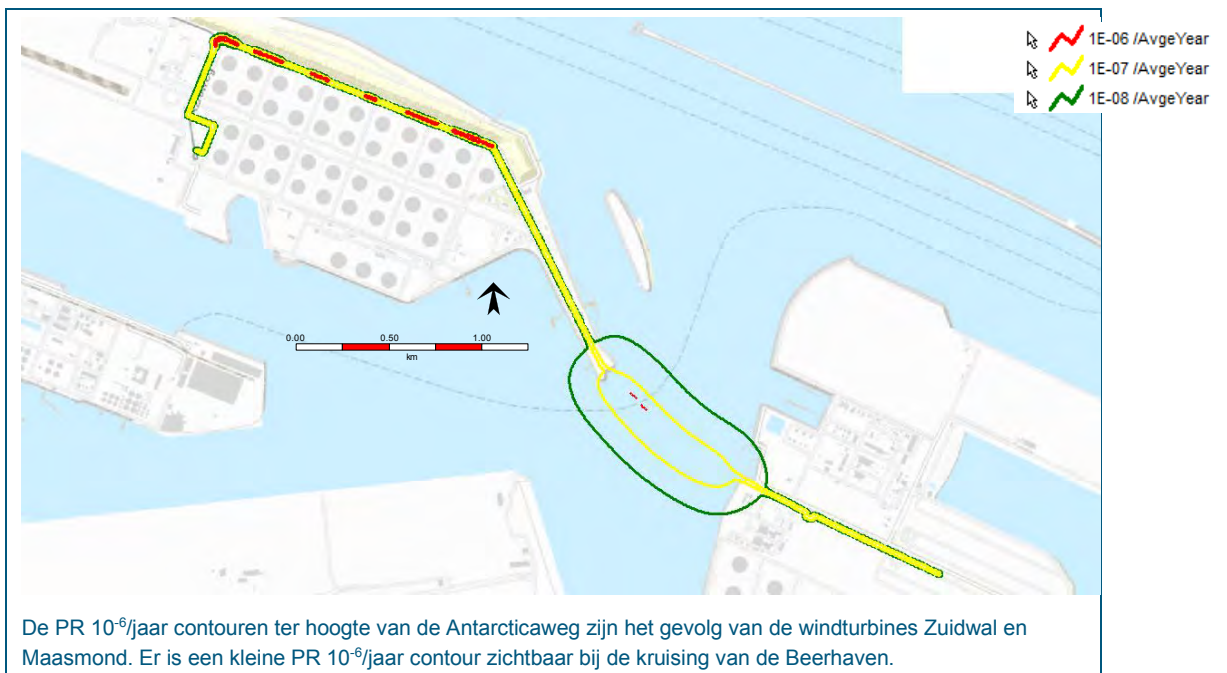 1E-06 /AvgeYear
1E-07 /AvgeYear
1E-08 /AvgeYear
0.00 0.50 1.00
km
De PR 10⁻⁶/jaar contouren ter hoogte van de Antarcticaweg zijn het gevolg van de windturbines Zuidwal en
Maasmond. Er is een kleine PR 10⁻⁶/jaar contour zichtbaar bij de kruising van de Beerhaven.